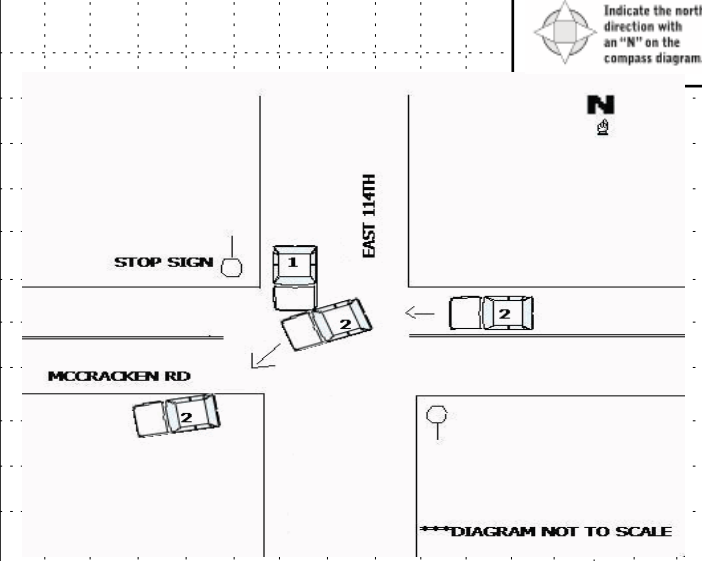 Indicate the north
direction with
an "N" on the
compass diagram.
N
EAST 114TH
STOP SIGN
1
2
2
MCCRACKEN RD
2
***DIAGRAM NOT TO SCALE